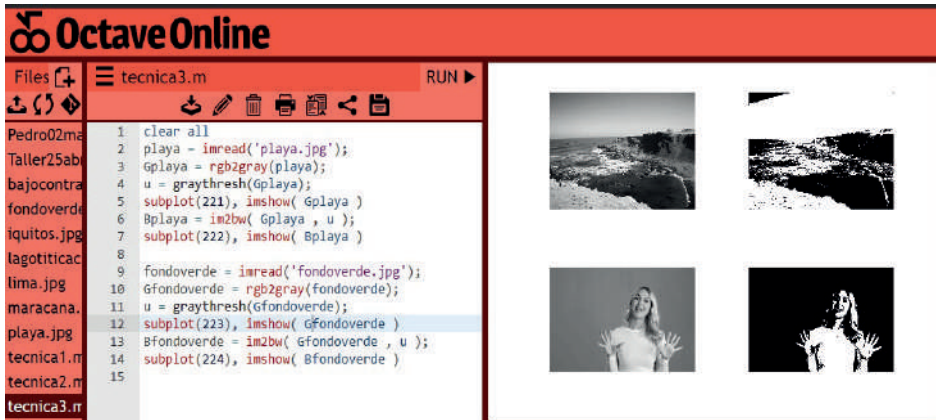 Octave Online
Files
tecnica3.m
RUN
Pedro02ma
Taller25abr
bajocontra
fondoverde
iquitos.jpg
lagotiticac
lima.jpg
maracana.
playa.jpg
tecnica1.m
tecnica2.m
tecnica3.m
1 clear all
2 playa = imread('playa.jpg');
3 Gplaya = rgb2gray(playa);
4 u = graythresh(Gplaya);
5 subplot(221), imshow( Gplaya )
6 Bplaya = im2bw( Gplaya , u );
7 subplot(222), imshow( Bplaya )
8
9 fondoverde = imread('fondoverde.jpg');
10 Gfondoverde = rgb2gray(fondoverde);
11 u = graythresh(Gfondoverde);
12 subplot(223), imshow( Gfondoverde )
13 Bfondoverde = im2bw( Gfondoverde , u );
14 subplot(224), imshow( Bfondoverde )
15